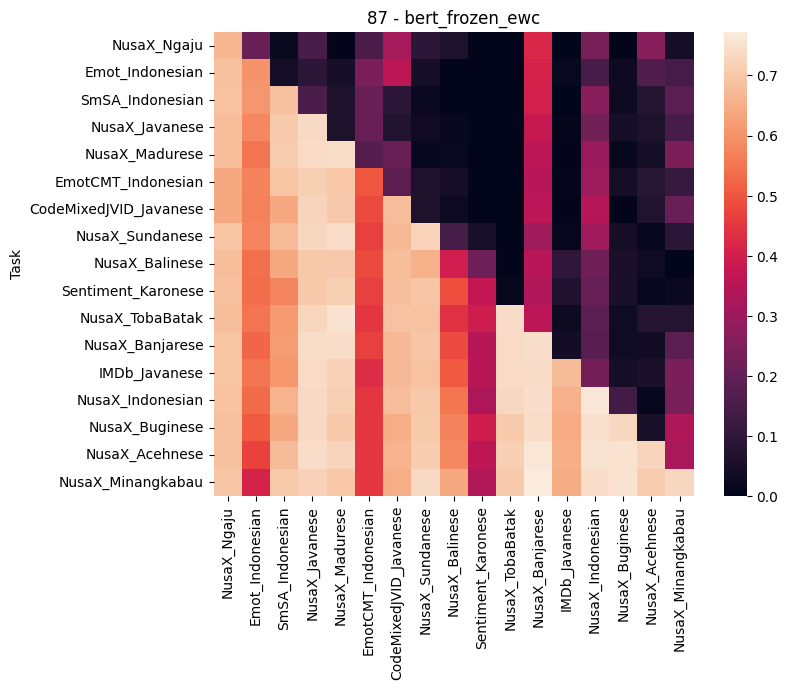 87 - bert_frozen_ewc
Task
NusaX_Ngaju
Emot_Indonesian
SmSA_Indonesian
NusaX_Javanese
NusaX_Madurese
EmotCMT_Indonesian
CodeMixedJVID_Javanese
NusaX_Sundanese
NusaX_Balinese
Sentiment_Karonese
NusaX_TobaBatak
NusaX_Banjarese
IMDb_Javanese
NusaX_Indonesian
NusaX_Buginese
NusaX_Acehnese
NusaX_Minangkabau
NusaX_Ngaju
Emot_Indonesian
SmSA_Indonesian
NusaX_Javanese
NusaX_Madurese
EmotCMT_Indonesian
CodeMixedJVID_Javanese
NusaX_Sundanese
NusaX_Balinese
Sentiment_Karonese
NusaX_TobaBatak
NusaX_Banjarese
IMDb_Javanese
NusaX_Indonesian
NusaX_Buginese
NusaX_Acehnese
NusaX_Minangkabau
0.7
0.6
0.5
0.4
0.3
0.2
0.1
0.0